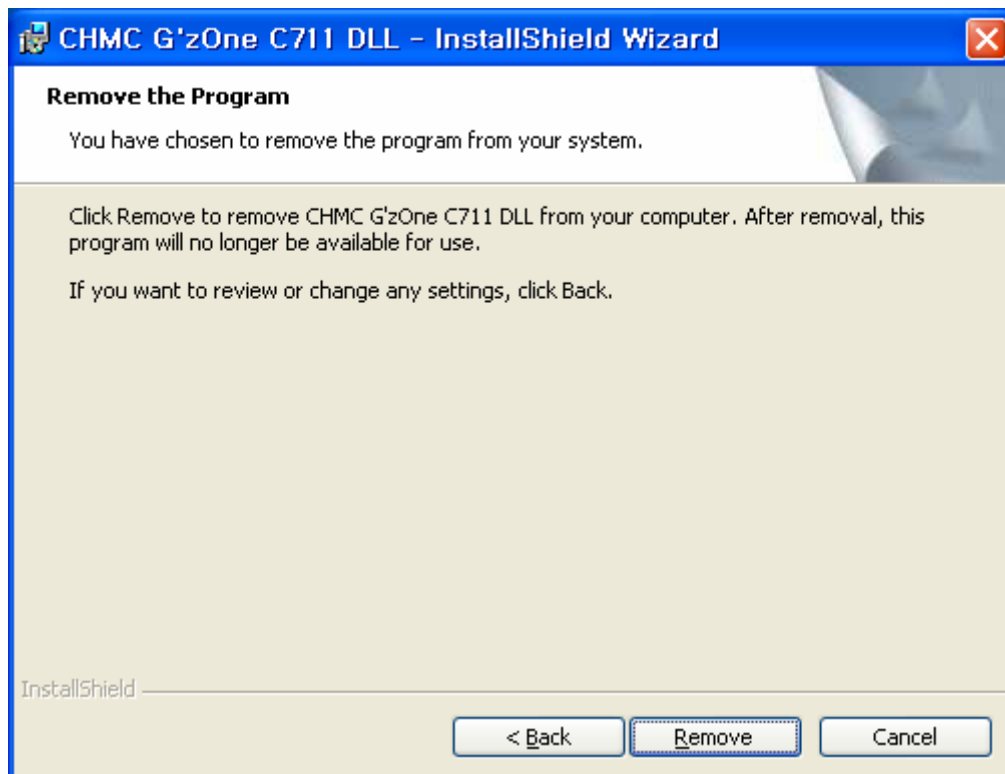 CHMC G'zOne C711 DLL - InstallShield Wizard
Remove the Program
You have chosen to remove the program from your system.
Click Remove to remove CHMC G'zOne C711 DLL from your computer. After removal, this
program will no longer be available for use.
If you want to review or change any settings, click Back.
InstallShield
< Back
Remove
Cancel